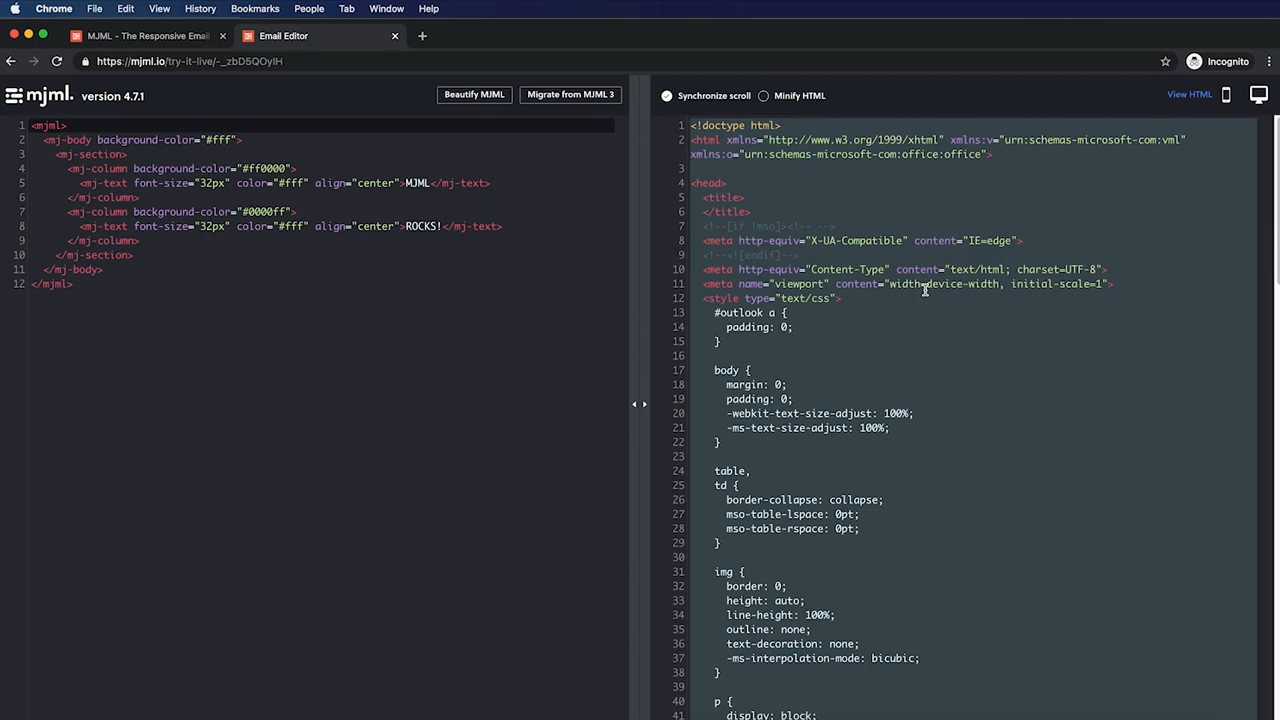 Chrome File Edit View History Bookmarks People Tab Window Help
MJML - The Responsive Email
Email Editor
https://mjml.io/try-it-live/-_zbD5QOyIH
Incognito
mjml. version 4.7.1
Beautify MJML
Migrate from MJML 3
Synchronize scroll
Minify HTML
View HTML
1 <mjml>
2 <mj-body background-color="#fff">
3 <mj-section>
4 <mj-column background-color="#ff0000">
5 <mj-text font-size="32px" color="#fff" align="center">MJML</mj-text>
6 </mj-column>
7 <mj-column background-color="#0000ff">
8 <mj-text font-size="32px" color="#fff" align="center">ROCKS!</mj-text>
9 </mj-column>
10 </mj-section>
11 </mj-body>
12 </mjml>
1 <!doctype html>
2 <html xmlns="http://www.w3.org/1999/xhtml" xmlns:v="urn:schemas-microsoft-com:vml"
xmlns:o="urn:schemas-microsoft-com:office:office">
3
4 <head>
5 <title>
6 </title>
7 <!--[if !mso]><!-- -->
8 <meta http-equiv="X-UA-Compatible" content="IE=edge">
9 <!--<![endif]-->
10 <meta http-equiv="Content-Type" content="text/html; charset=UTF-8">
11 <meta name="viewport" content="width=device-width, initial-scale=1">
12 <style type="text/css">
13 #outlook a {
14 padding: 0;
15 }
16
17 body {
18 margin: 0;
19 padding: 0;
20 -webkit-text-size-adjust: 100%;
21 -ms-text-size-adjust: 100%;
22 }
23
24 table,
25 td {
26 border-collapse: collapse;
27 mso-table-lspace: 0pt;
28 mso-table-rspace: 0pt;
29 }
30
31 img {
32 border: 0;
33 height: auto;
34 line-height: 100%;
35 outline: none;
36 text-decoration: none;
37 -ms-interpolation-mode: bicubic;
38 }
39
40 p {
41 display: block;